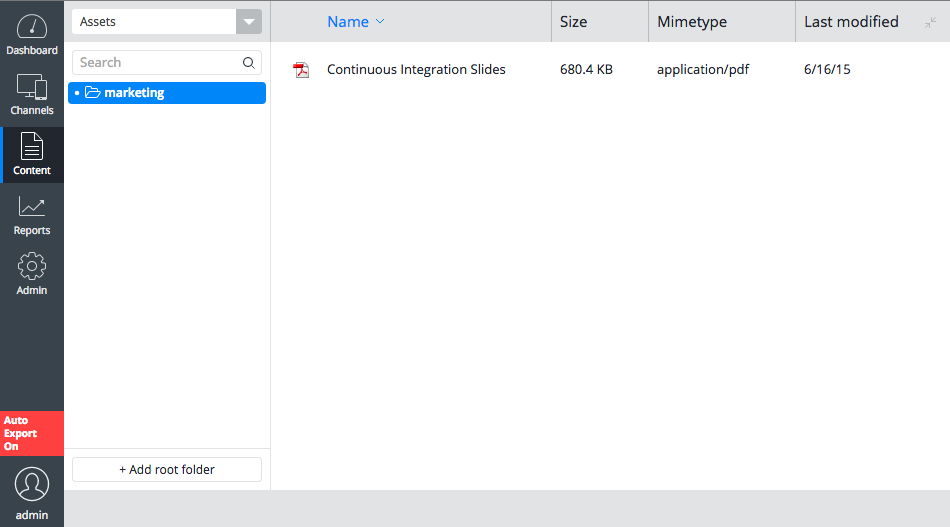 Dashboard
Channels
Content
Reports
Admin
Auto
Export
On
admin
Assets
Search
marketing
+ Add root folder
Name Size Mimetype Last modified
Continuous Integration Slides 680.4 KB application/pdf 6/16/15